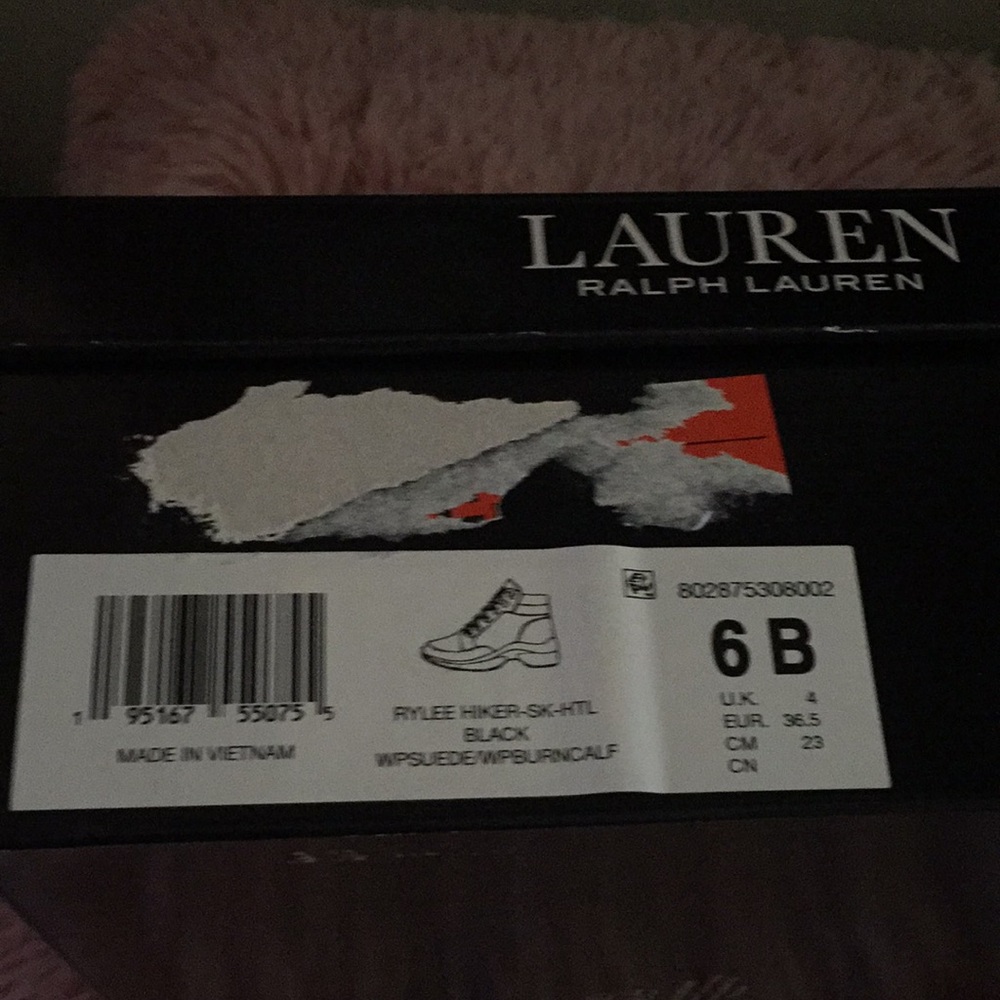 LAUREN
RALPH LAUREN
802875308002
6 B
U.K. 4
EUR. 36.5
CM 23
CN
RYLEE HIKER-SK-HTL
BLACK
WPSUEDE/WPBURNCALF
1 95167 55075 5
MADE IN VIETNAM